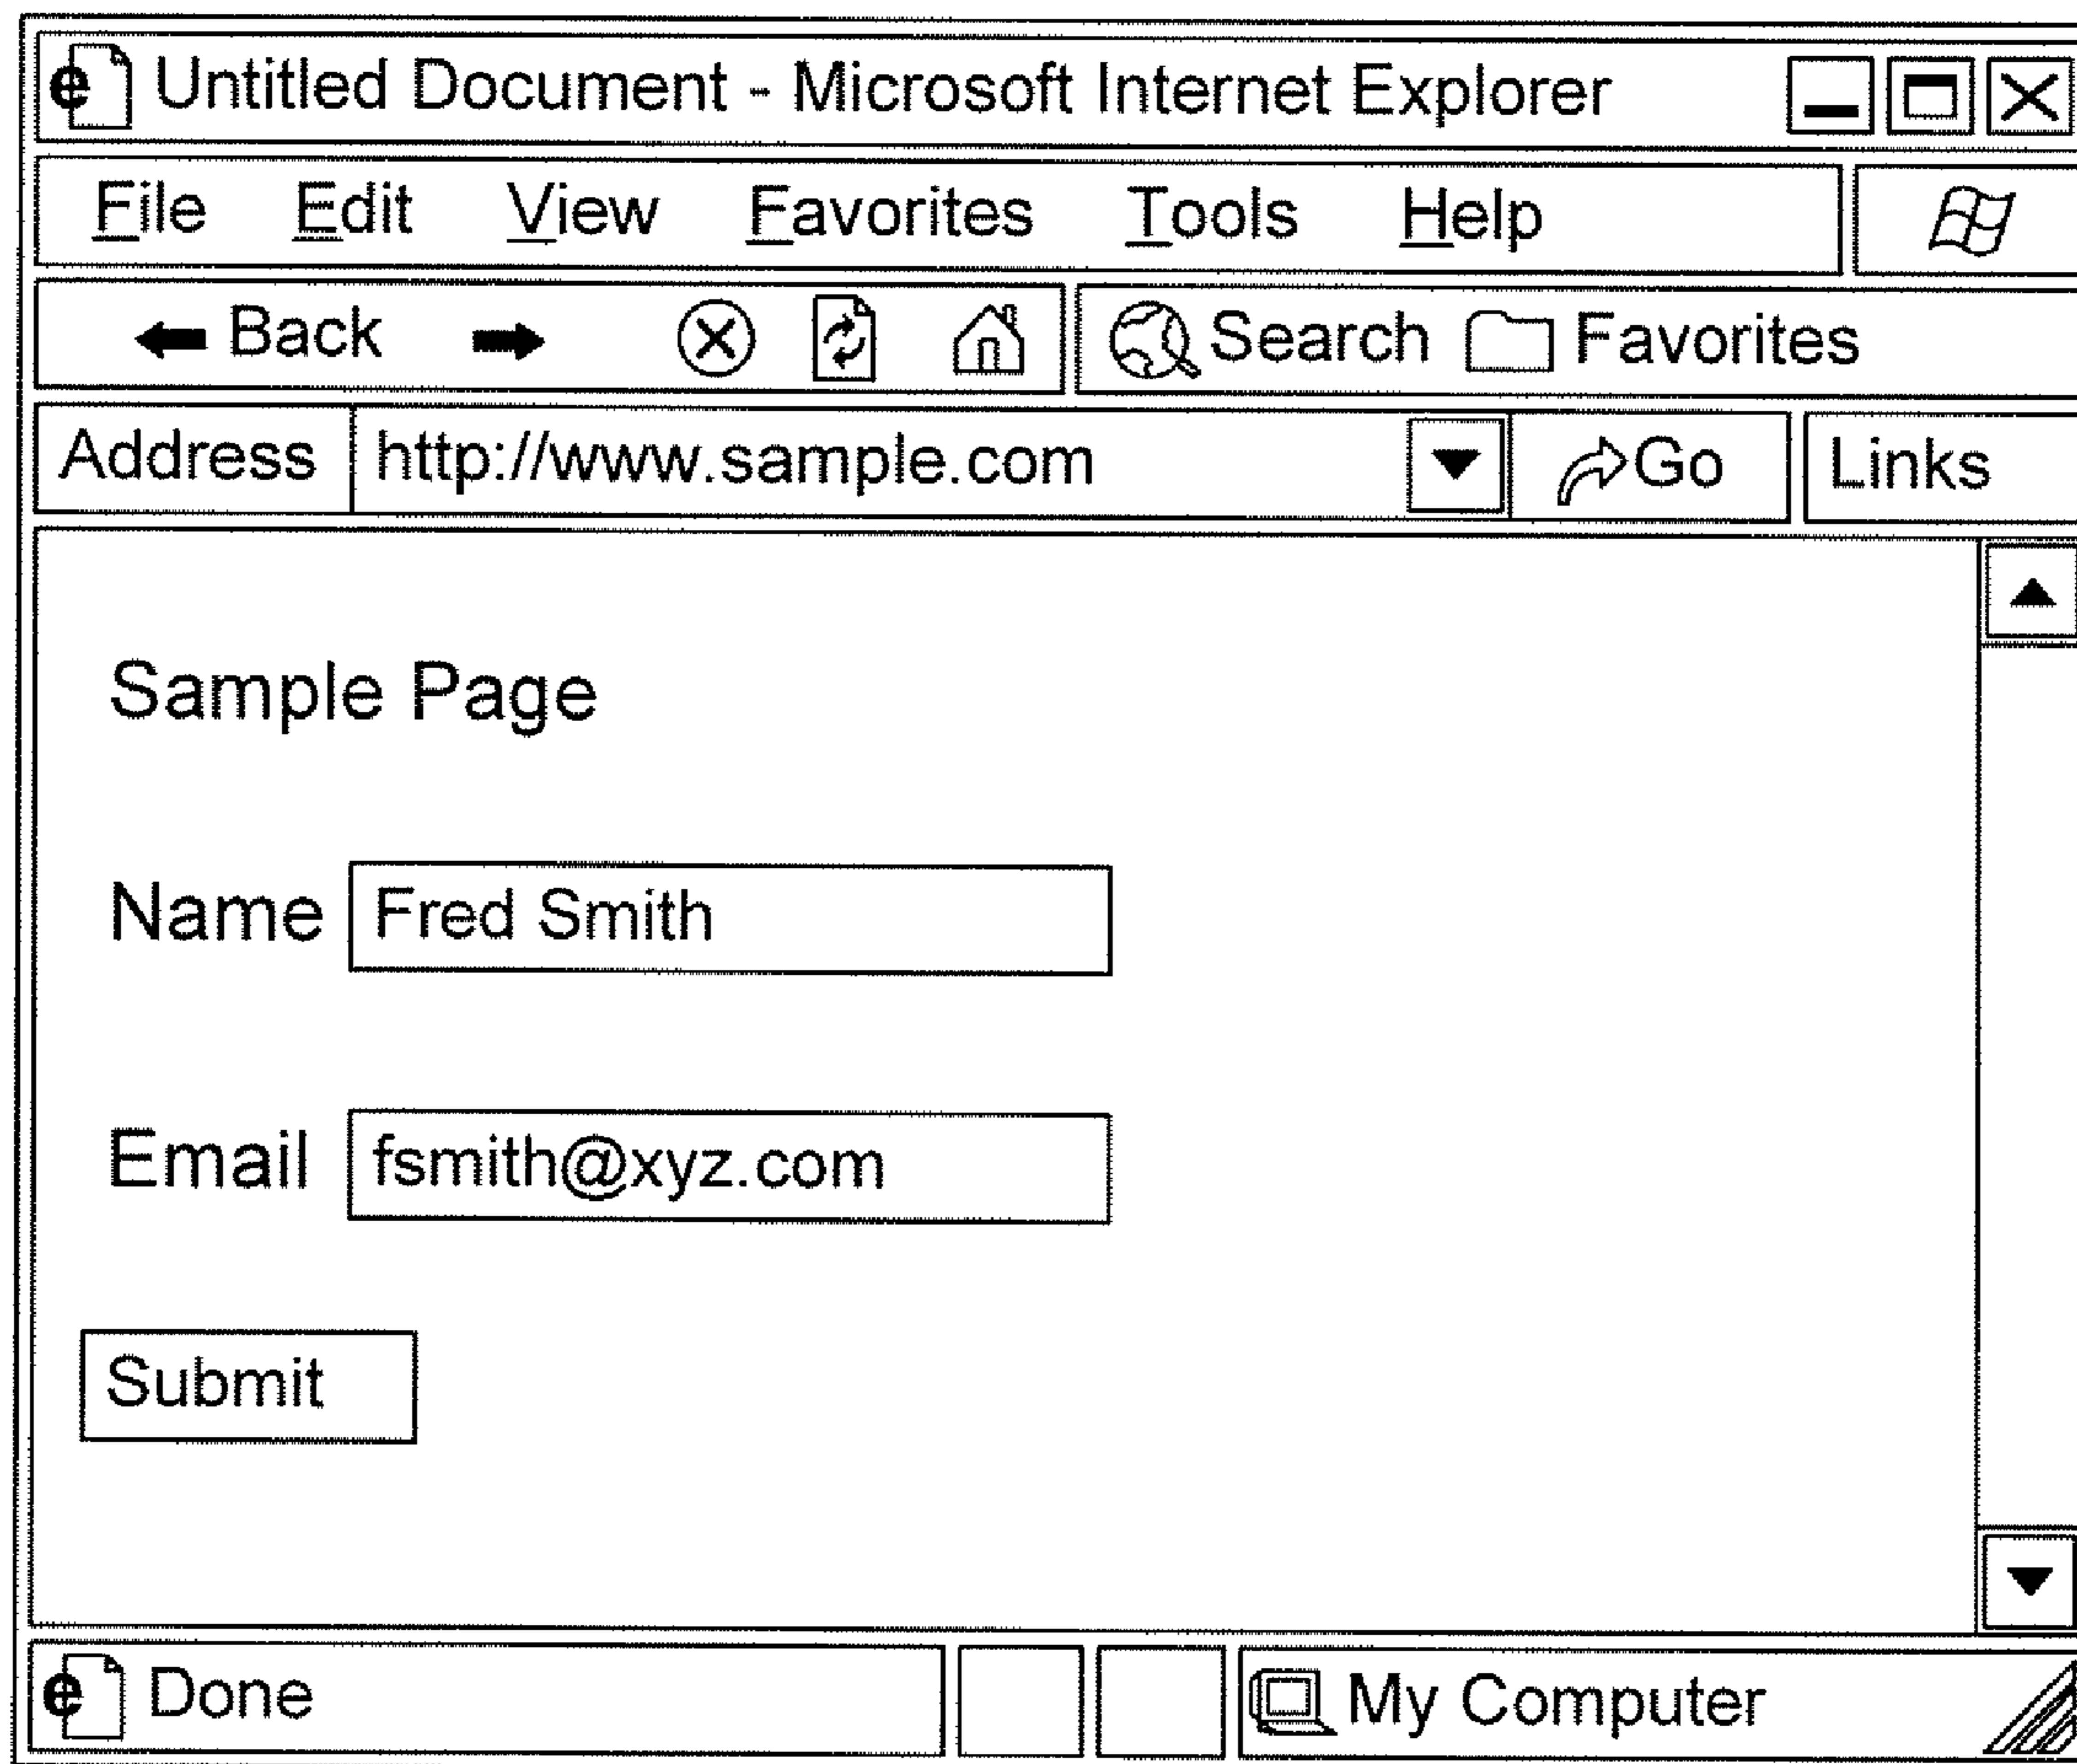 Untitled Document - Microsoft Internet Explorer
File Edit View Favorites Tools Help
Back Search Favorites
Address http://www.sample.com Go Links
Sample Page
Name Fred Smith
Email fsmith@xyz.com
Submit
Done My Computer